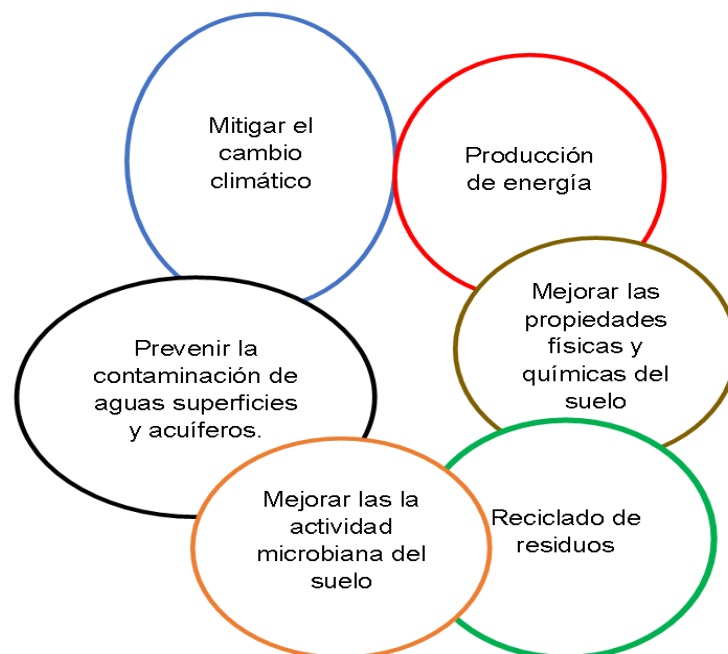 Mitigar el
cambio
climático
Producción
de energía
Mejorar las
propiedades
físicas y
químicas del
suelo
Prevenir la
contaminación de
aguas superficies
y acuíferos.
Mejorar las la
actividad
microbiana del
suelo
Reciclado de
residuos